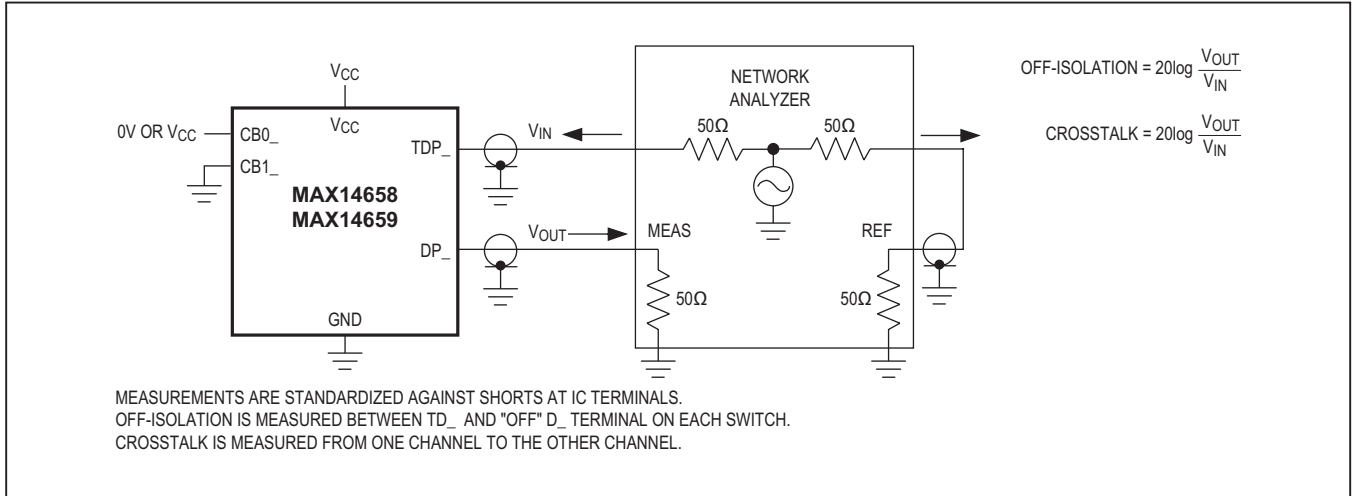 NETWORK
ANALYZER
OFF-ISOLATION = 20log VOUT
VIN
CROSSTALK = 20log VOUT
VIN
VCC
VCC
0V OR VCC
CB0_
CB1_
TDP_
VIN
50Ω
50Ω
MAX14658
MAX14659
DP_
VOUT
MEAS
REF
50Ω
50Ω
GND
MEASUREMENTS ARE STANDARDIZED AGAINST SHORTS AT IC TERMINALS.
OFF-ISOLATION IS MEASURED BETWEEN TD_ AND "OFF" D_ TERMINAL ON EACH SWITCH.
CROSSTALK IS MEASURED FROM ONE CHANNEL TO THE OTHER CHANNEL.